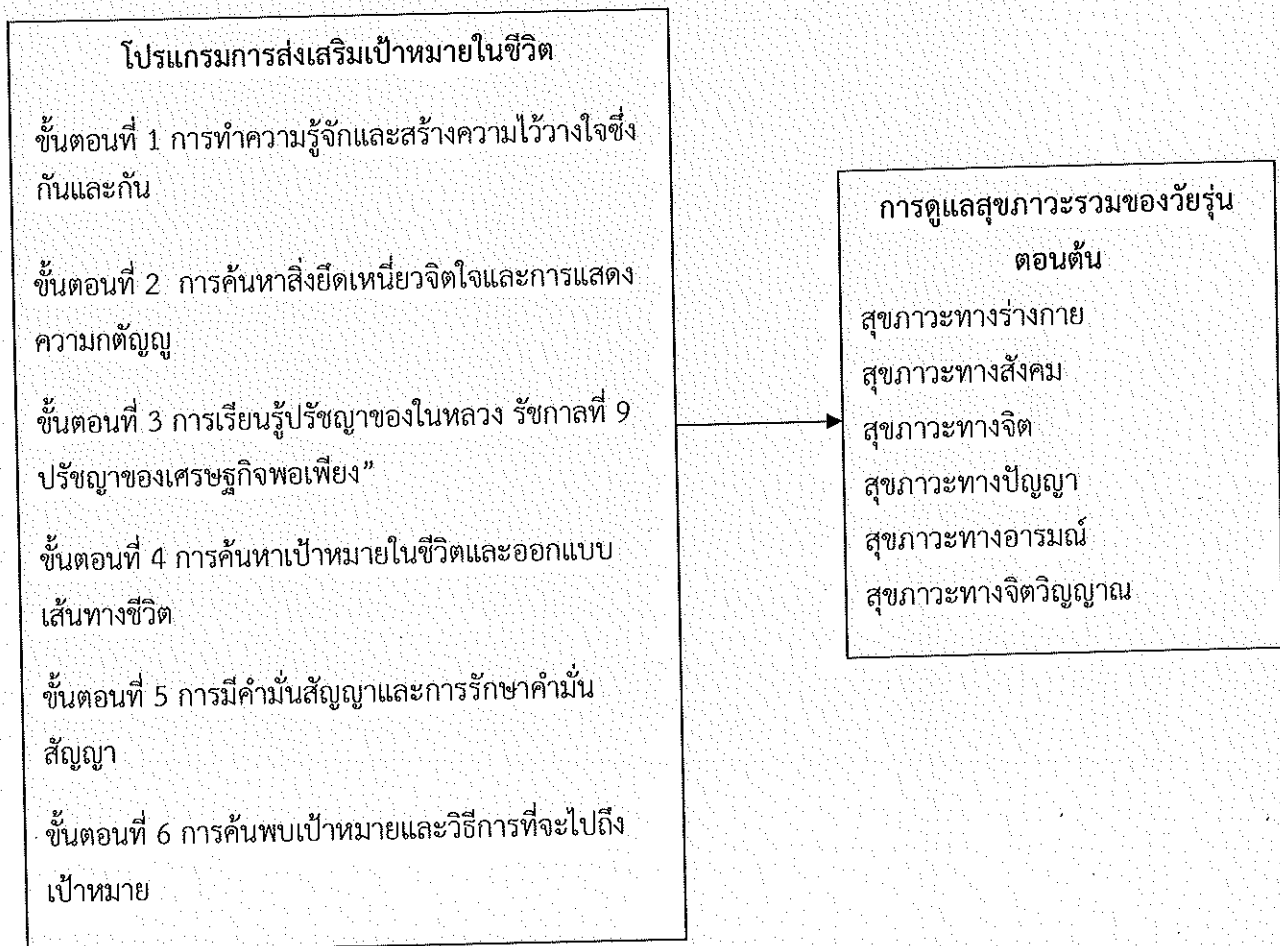 โปรแกรมการส่งเสริมเป้าหมายในชีวิต
ขั้นตอนที่ 1 การทำความรู้จักและสร้างความไว้วางใจซึ่ง
กันและกัน
ขั้นตอนที่ 2 การค้นหาสิ่งยึดเหนี่ยวจิตใจและการแสดง
ความกตัญญู
ขั้นตอนที่ 3 การเรียนรู้ปรัชญาของในหลวง รัชกาลที่ 9
ปรัชญาของเศรษฐกิจพอเพียง”
ขั้นตอนที่ 4 การค้นหาเป้าหมายในชีวิตและออกแบบ
เส้นทางชีวิต
ขั้นตอนที่ 5 การมีคำมั่นสัญญาและการรักษาคำมั่น
สัญญา
ขั้นตอนที่ 6 การค้นพบเป้าหมายและวิธีการที่จะไปถึง
เป้าหมาย
การดูแลสุขภาวะรวมของวัยรุ่น
ตอนต้น
สุขภาวะทางร่างกาย
สุขภาวะทางสังคม
สุขภาวะทางจิต
สุขภาวะทางปัญญา
สุขภาวะทางอารมณ์
สุขภาวะทางจิตวิญญาณ